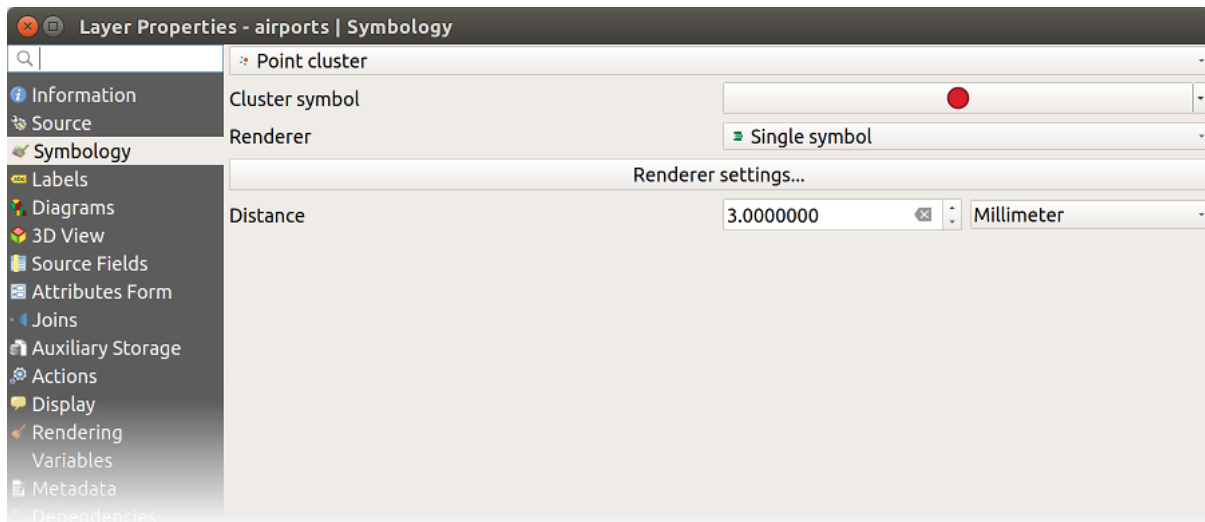 Layer Properties - airports | Symbology
Point cluster
Information
Cluster symbol
Source
Renderer
Single symbol
Symbology
Labels
Renderer settings...
Diagrams
Distance
3.0000000
Millimeter
3D View
Source Fields
Attributes Form
Joins
Auxiliary Storage
Actions
Display
Rendering
Variables
Metadata
Dependencies